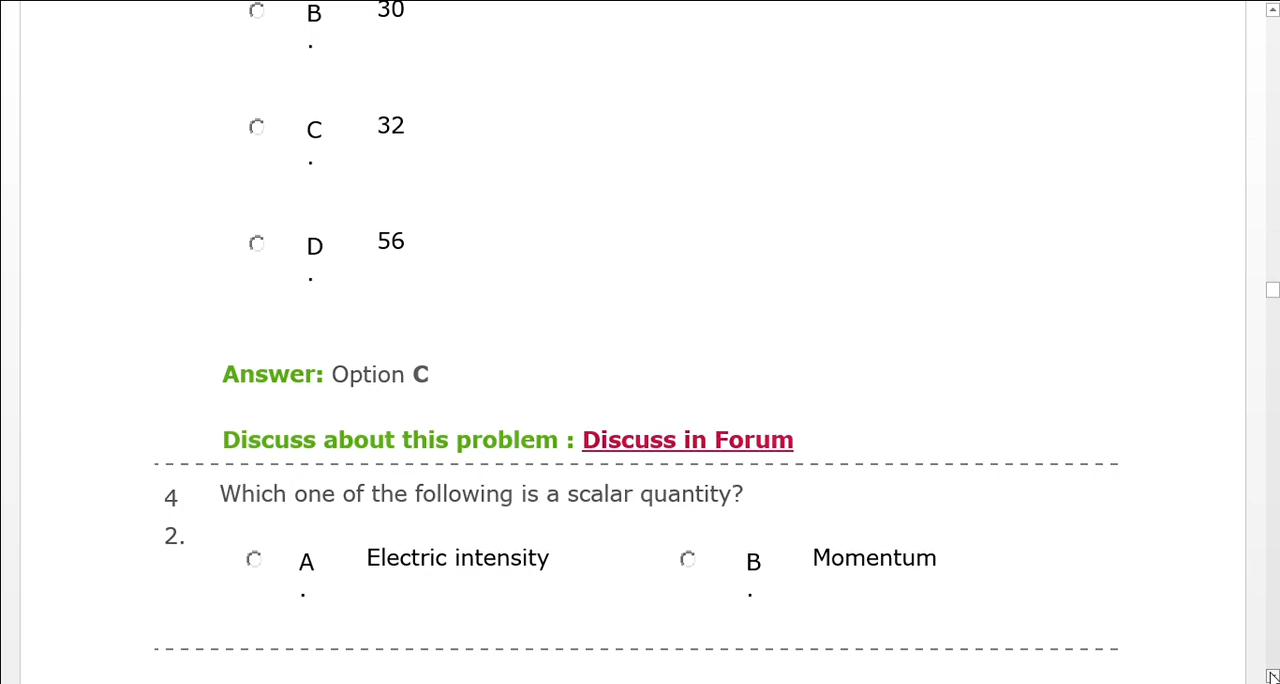 B 30
.
C 32
.
D 56
.
Answer: Option C
Discuss about this problem : Discuss in Forum
4 Which one of the following is a scalar quantity?
2.
A Electric intensity B Momentum
. .